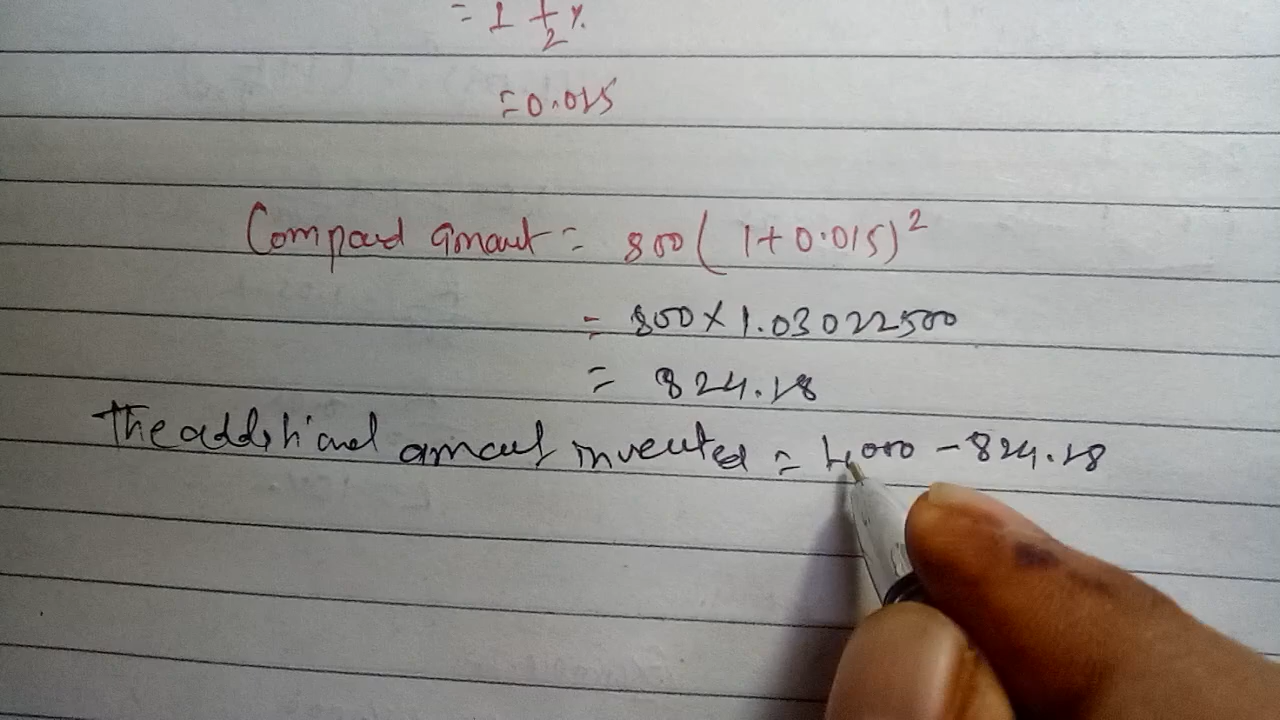 = 1 1/2 %
= 0.015
Compound amount = 800( 1+0.015)²
= 800 × 1.03022500
= 824.18
The additional amount invested = 4000 - 824.18